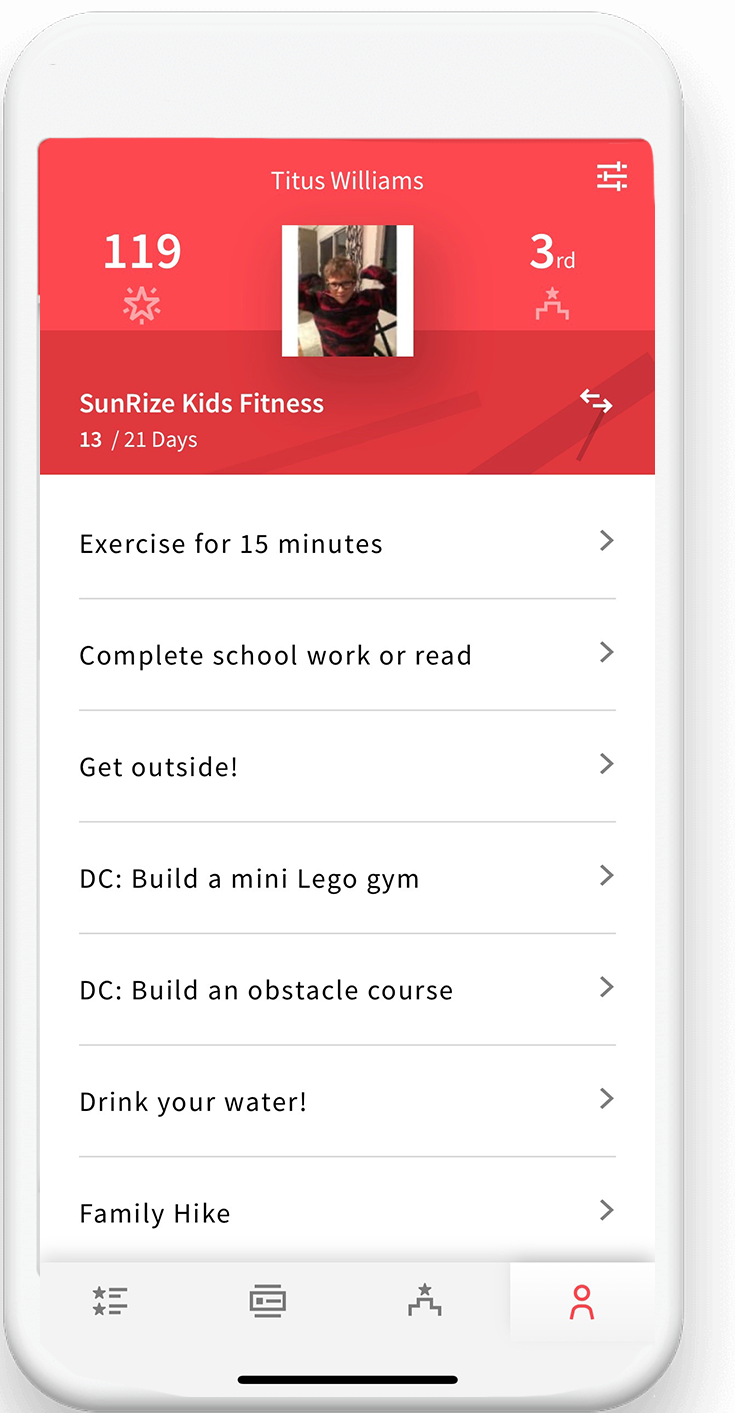 Titus Williams
119
3rd
SunRize Kids Fitness
13 / 21 Days
Exercise for 15 minutes
Complete school work or read
Get outside!
DC: Build a mini Lego gym
DC: Build an obstacle course
Drink your water!
Family Hike